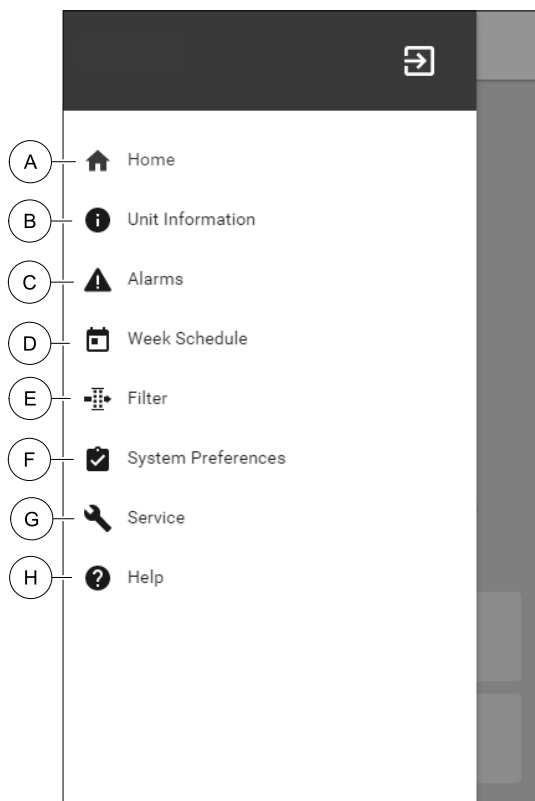 A Home
B Unit Information
C Alarms
D Week Schedule
E Filter
F System Preferences
G Service
H Help